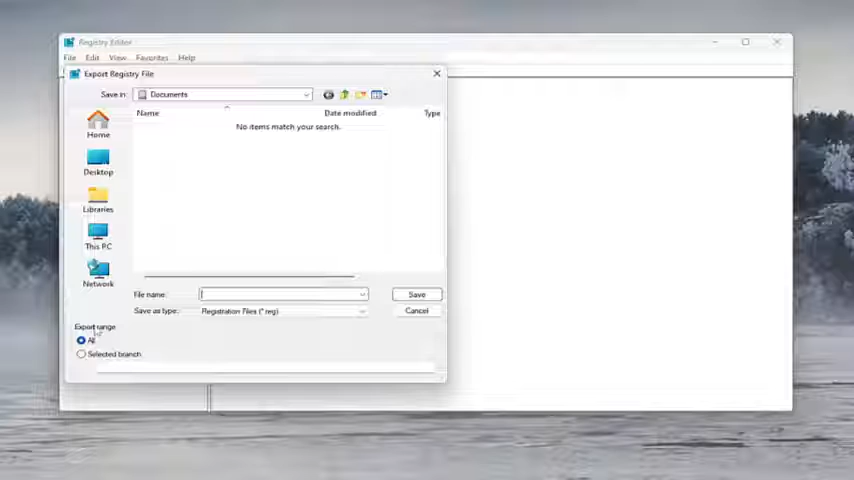 Registry Editor
File Edit View Favorites Help
Export Registry File
Save in: Documents
Name Date modified Type
No items match your search.
Home
Desktop
Libraries
This PC
Network
File name: Save
Save as type: Registration Files (*.reg) Cancel
Export range
All
Selected branch